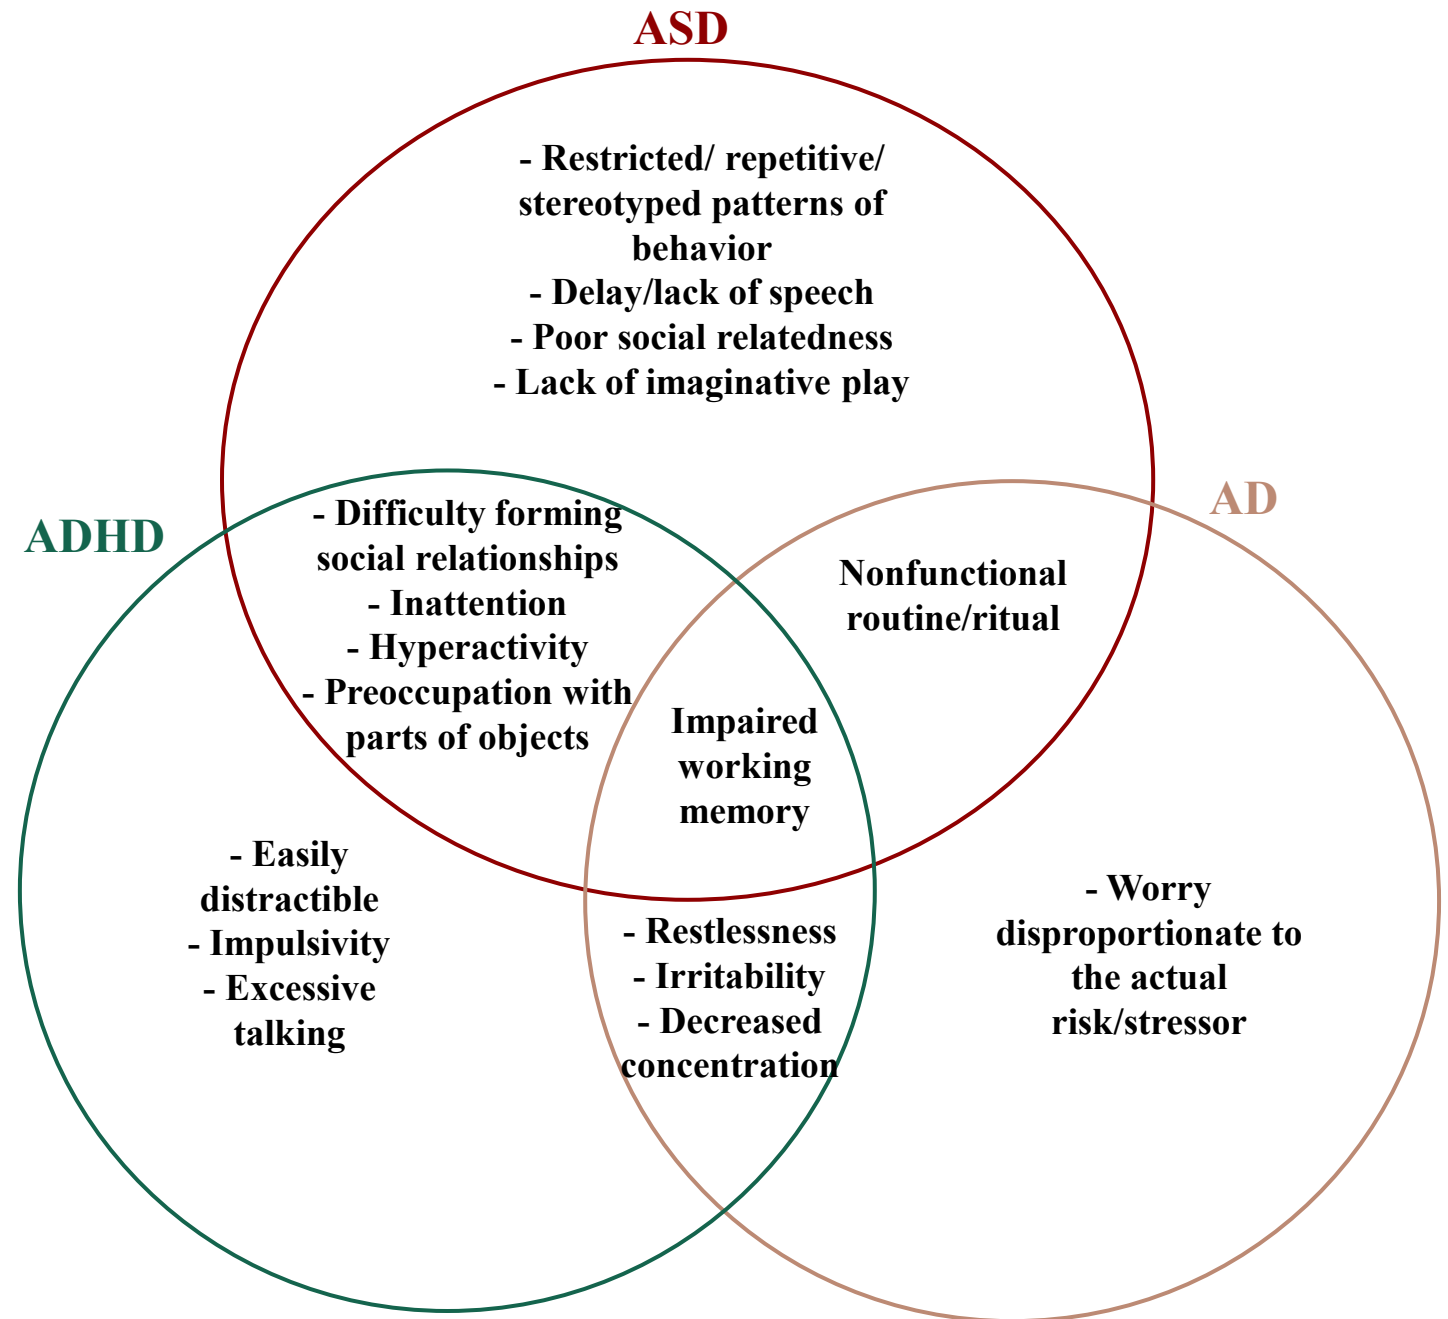 ASD
- Restricted/ repetitive/
stereotyped patterns of
behavior
- Delay/lack of speech
- Poor social relatedness
- Lack of imaginative play
ADHD
- Difficulty forming
social relationships
- Inattention
- Hyperactivity
- Preoccupation with
parts of objects
AD
Nonfunctional
routine/ritual
Impaired
working
memory
- Easily
distractible
- Impulsivity
- Excessive
talking
- Restlessness
- Irritability
- Decreased
concentration
- Worry
disproportionate to
the actual
risk/stressor